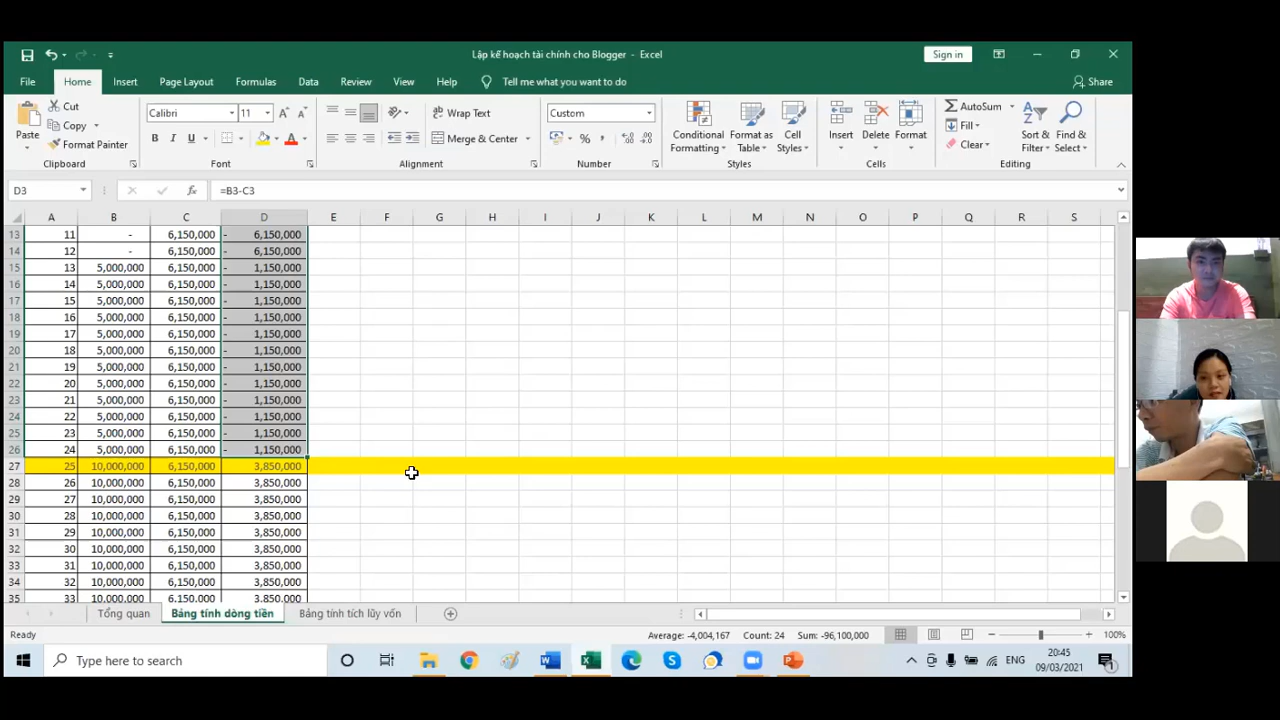 Lập kế hoạch tài chính cho Blogger - Excel
Sign in
File Home Insert Page Layout Formulas Data Review View Help Tell me what you want to do Share
Paste
Cut
Copy
Format Painter
Clipboard
Calibri 11
B I U
Font
Wrap Text
Merge & Center
Alignment
Custom
Number
Conditional Formatting
Format as Table
Cell Styles
Styles
Insert Delete Format
Cells
AutoSum
Fill
Clear
Sort & Filter
Find & Select
Editing
D3 fx =B3-C3
A B C D E F G H I J K L M N O P Q R S
13 11 - 6,150,000 - 6,150,000
14 12 - 6,150,000 - 6,150,000
15 13 5,000,000 6,150,000 - 1,150,000
16 14 5,000,000 6,150,000 - 1,150,000
17 15 5,000,000 6,150,000 - 1,150,000
18 16 5,000,000 6,150,000 - 1,150,000
19 17 5,000,000 6,150,000 - 1,150,000
20 18 5,000,000 6,150,000 - 1,150,000
21 19 5,000,000 6,150,000 - 1,150,000
22 20 5,000,000 6,150,000 - 1,150,000
23 21 5,000,000 6,150,000 - 1,150,000
24 22 5,000,000 6,150,000 - 1,150,000
25 23 5,000,000 6,150,000 - 1,150,000
26 24 5,000,000 6,150,000 - 1,150,000
27 25 10,000,000 6,150,000 3,850,000
28 26 10,000,000 6,150,000 3,850,000
29 27 10,000,000 6,150,000 3,850,000
30 28 10,000,000 6,150,000 3,850,000
31 29 10,000,000 6,150,000 3,850,000
32 30 10,000,000 6,150,000 3,850,000
33 31 10,000,000 6,150,000 3,850,000
34 32 10,000,000 6,150,000 3,850,000
35 33 10,000,000 6,150,000 3,850,000
Tổng quan Bảng tính dòng tiền Bảng tính tích lũy vốn
Ready Average: -4,004,167 Count: 24 Sum: -96,100,000 100%
Type here to search
ENG
20:45
09/03/2021
1